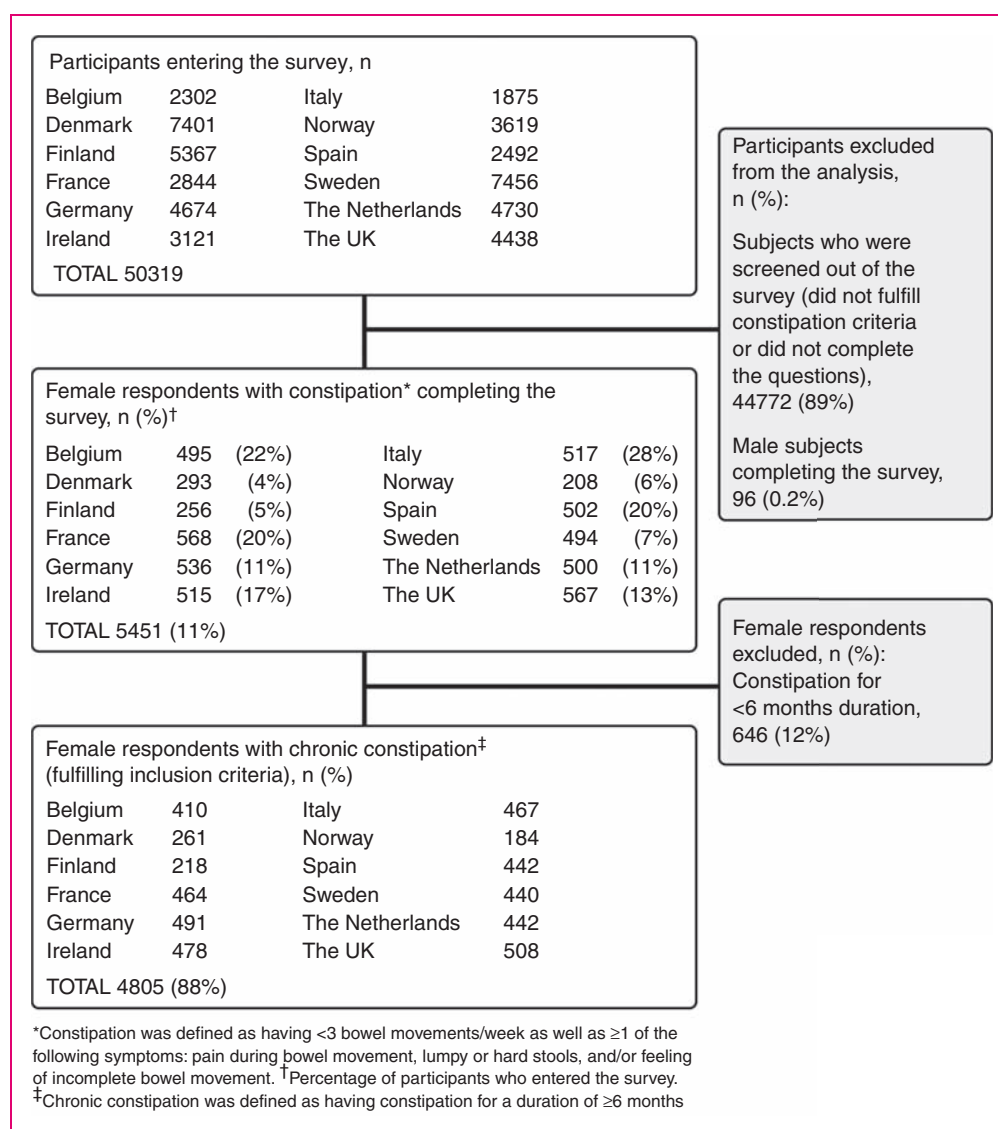 Participants entering the survey, n
Belgium 2302 Italy 1875
Denmark 7401 Norway 3619
Finland 5367 Spain 2492
France 2844 Sweden 7456
Germany 4674 The Netherlands 4730
Ireland 3121 The UK 4438
TOTAL 50319
Participants excluded
from the analysis,
n (%):
Subjects who were
screened out of the
survey (did not fulfill
constipation criteria
or did not complete
the questions),
44772 (89%)
Male subjects
completing the survey,
96 (0.2%)
Female respondents with constipation* completing the
survey, n (%)†
Belgium 495 (22%) Italy 517 (28%)
Denmark 293 (4%) Norway 208 (6%)
Finland 256 (5%) Spain 502 (20%)
France 568 (20%) Sweden 494 (7%)
Germany 536 (11%) The Netherlands 500 (11%)
Ireland 515 (17%) The UK 567 (13%)
TOTAL 5451 (11%)
Female respondents
excluded, n (%):
Constipation for
<6 months duration,
646 (12%)
Female respondents with chronic constipation‡
(fulfilling inclusion criteria), n (%)
Belgium 410 Italy 467
Denmark 261 Norway 184
Finland 218 Spain 442
France 464 Sweden 440
Germany 491 The Netherlands 442
Ireland 478 The UK 508
TOTAL 4805 (88%)
*Constipation was defined as having <3 bowel movements/week as well as ≥1 of the
following symptoms: pain during bowel movement, lumpy or hard stools, and/or feeling
of incomplete bowel movement. †Percentage of participants who entered the survey.
‡Chronic constipation was defined as having constipation for a duration of ≥6 months